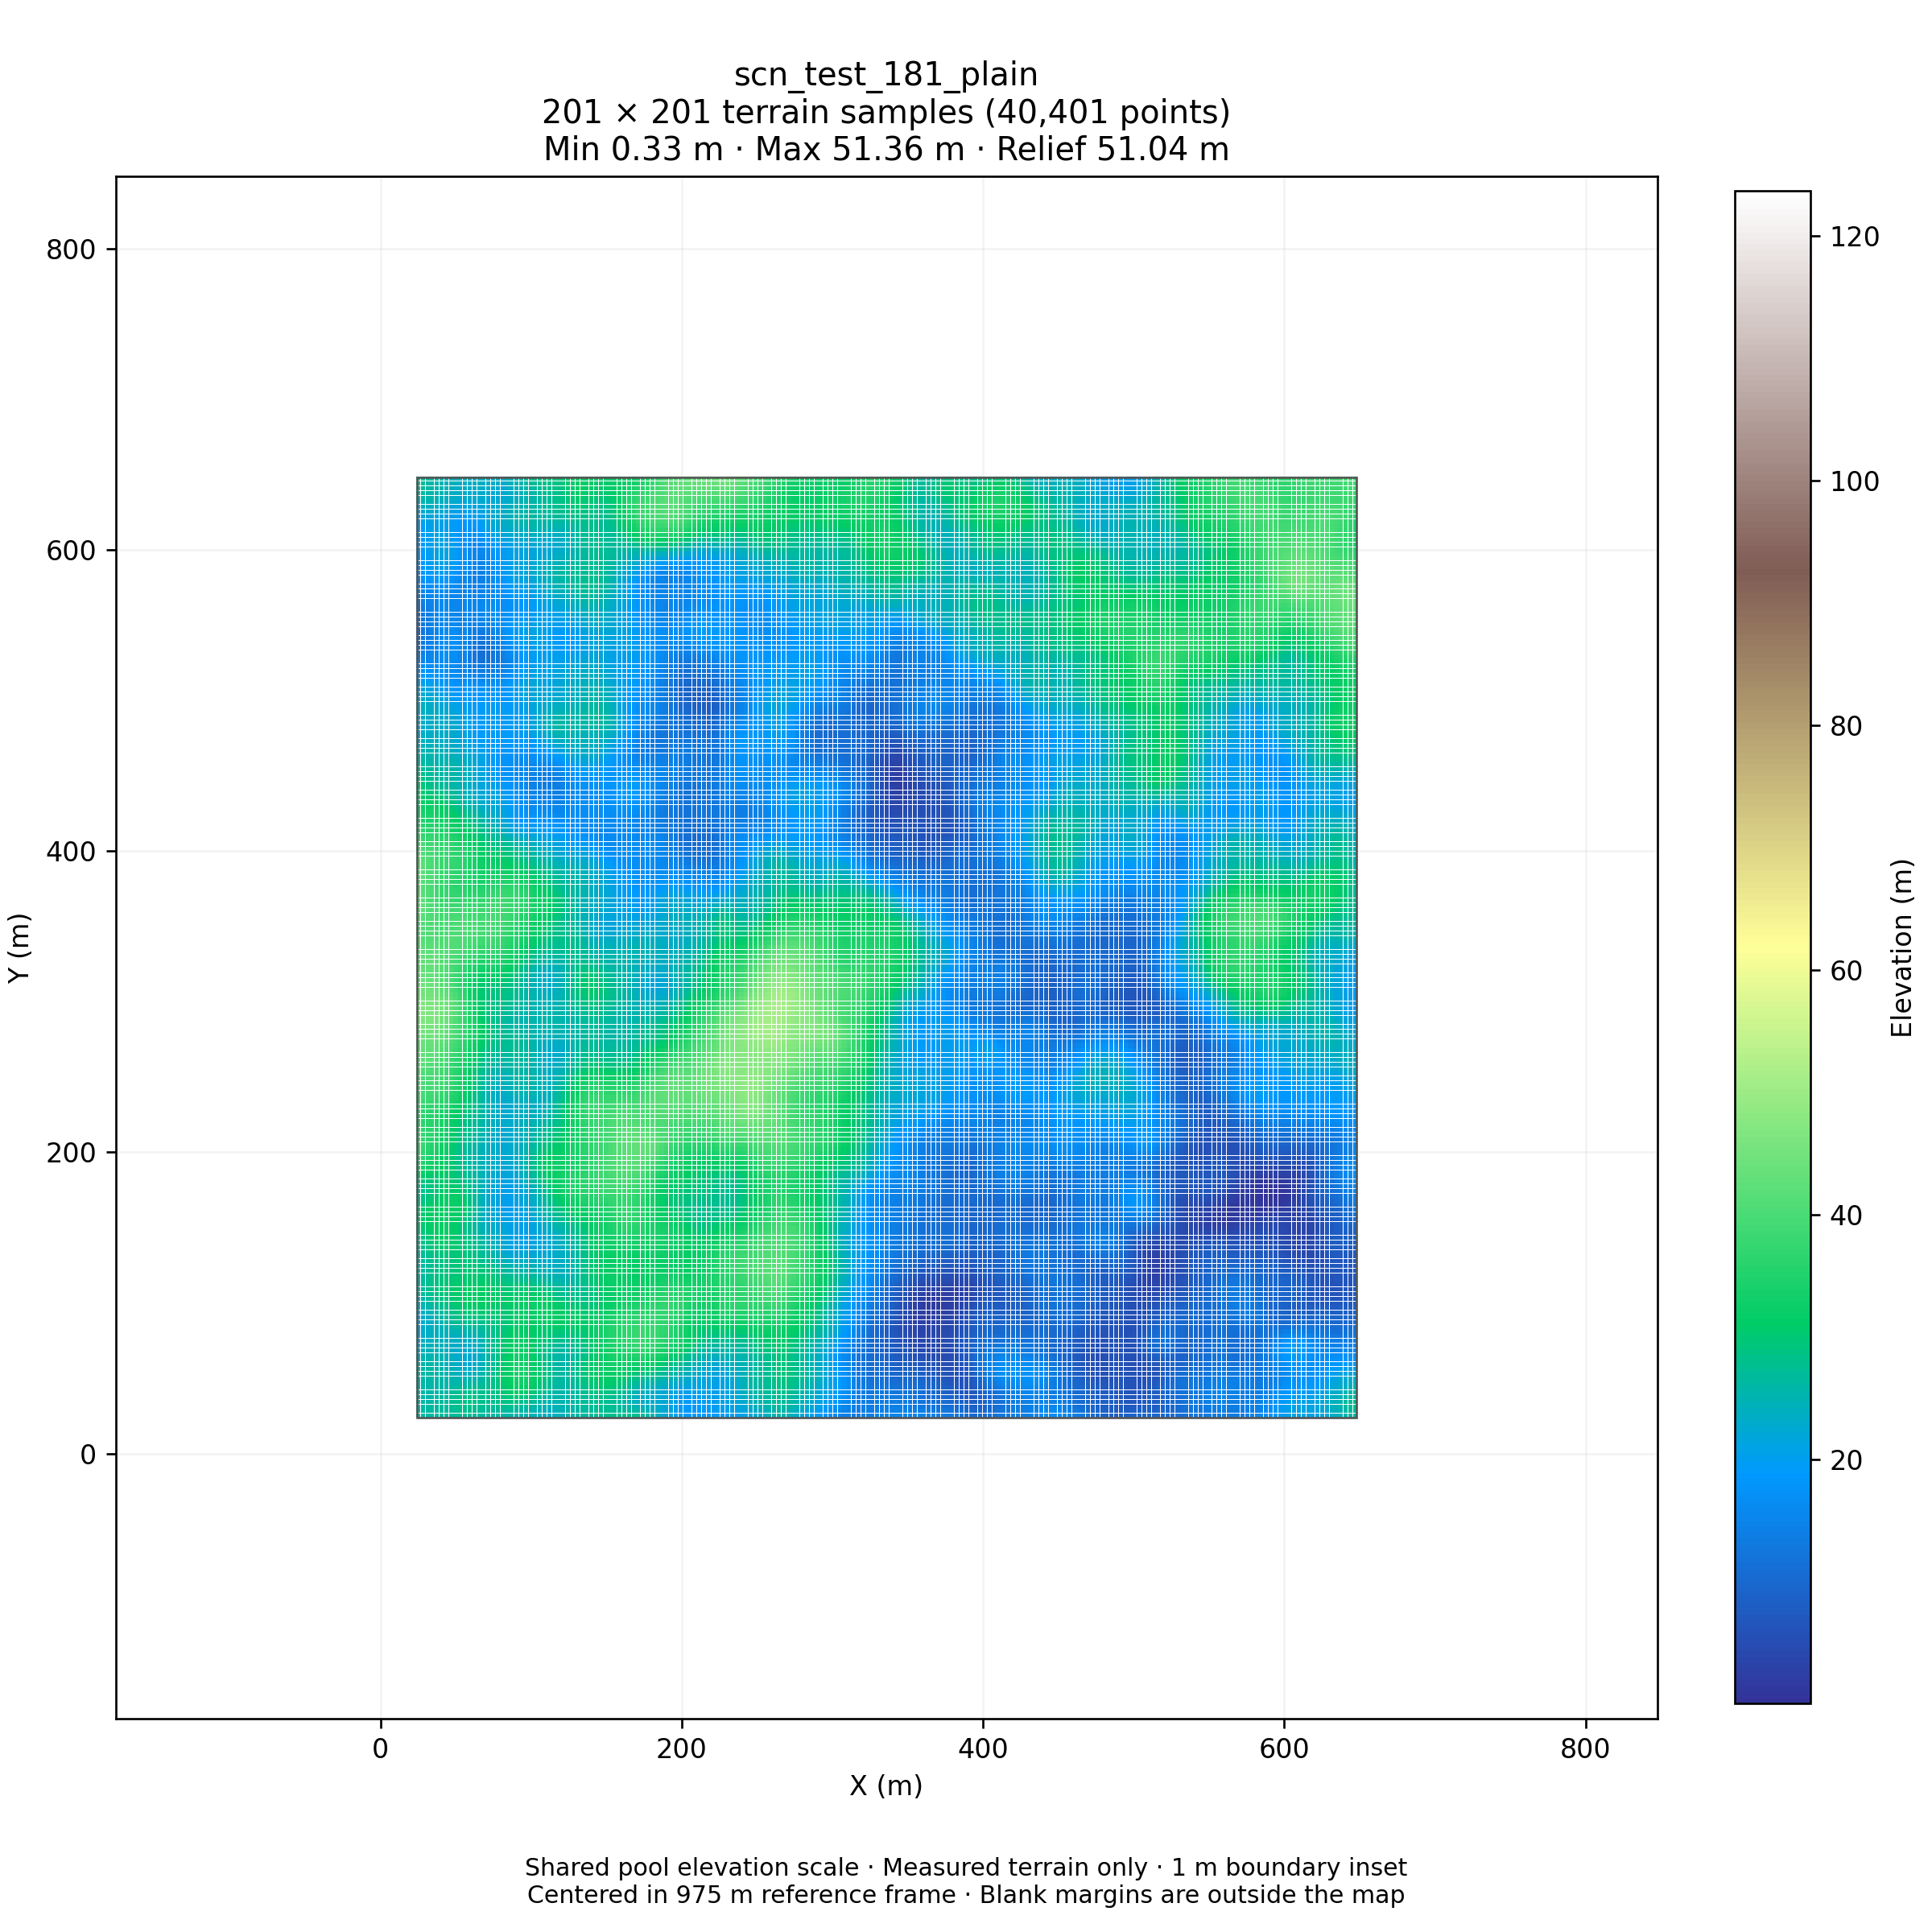 scn_test_181_plain
201 × 201 terrain samples (40,401 points)
Min 0.33 m · Max 51.36 m · Relief 51.04 m
800
600
400
200
0
Y (m)
0
200
400
600
800
X (m)
120
100
80
60
40
20
Elevation (m)
Shared pool elevation scale · Measured terrain only · 1 m boundary inset
Centered in 975 m reference frame · Blank margins are outside the map